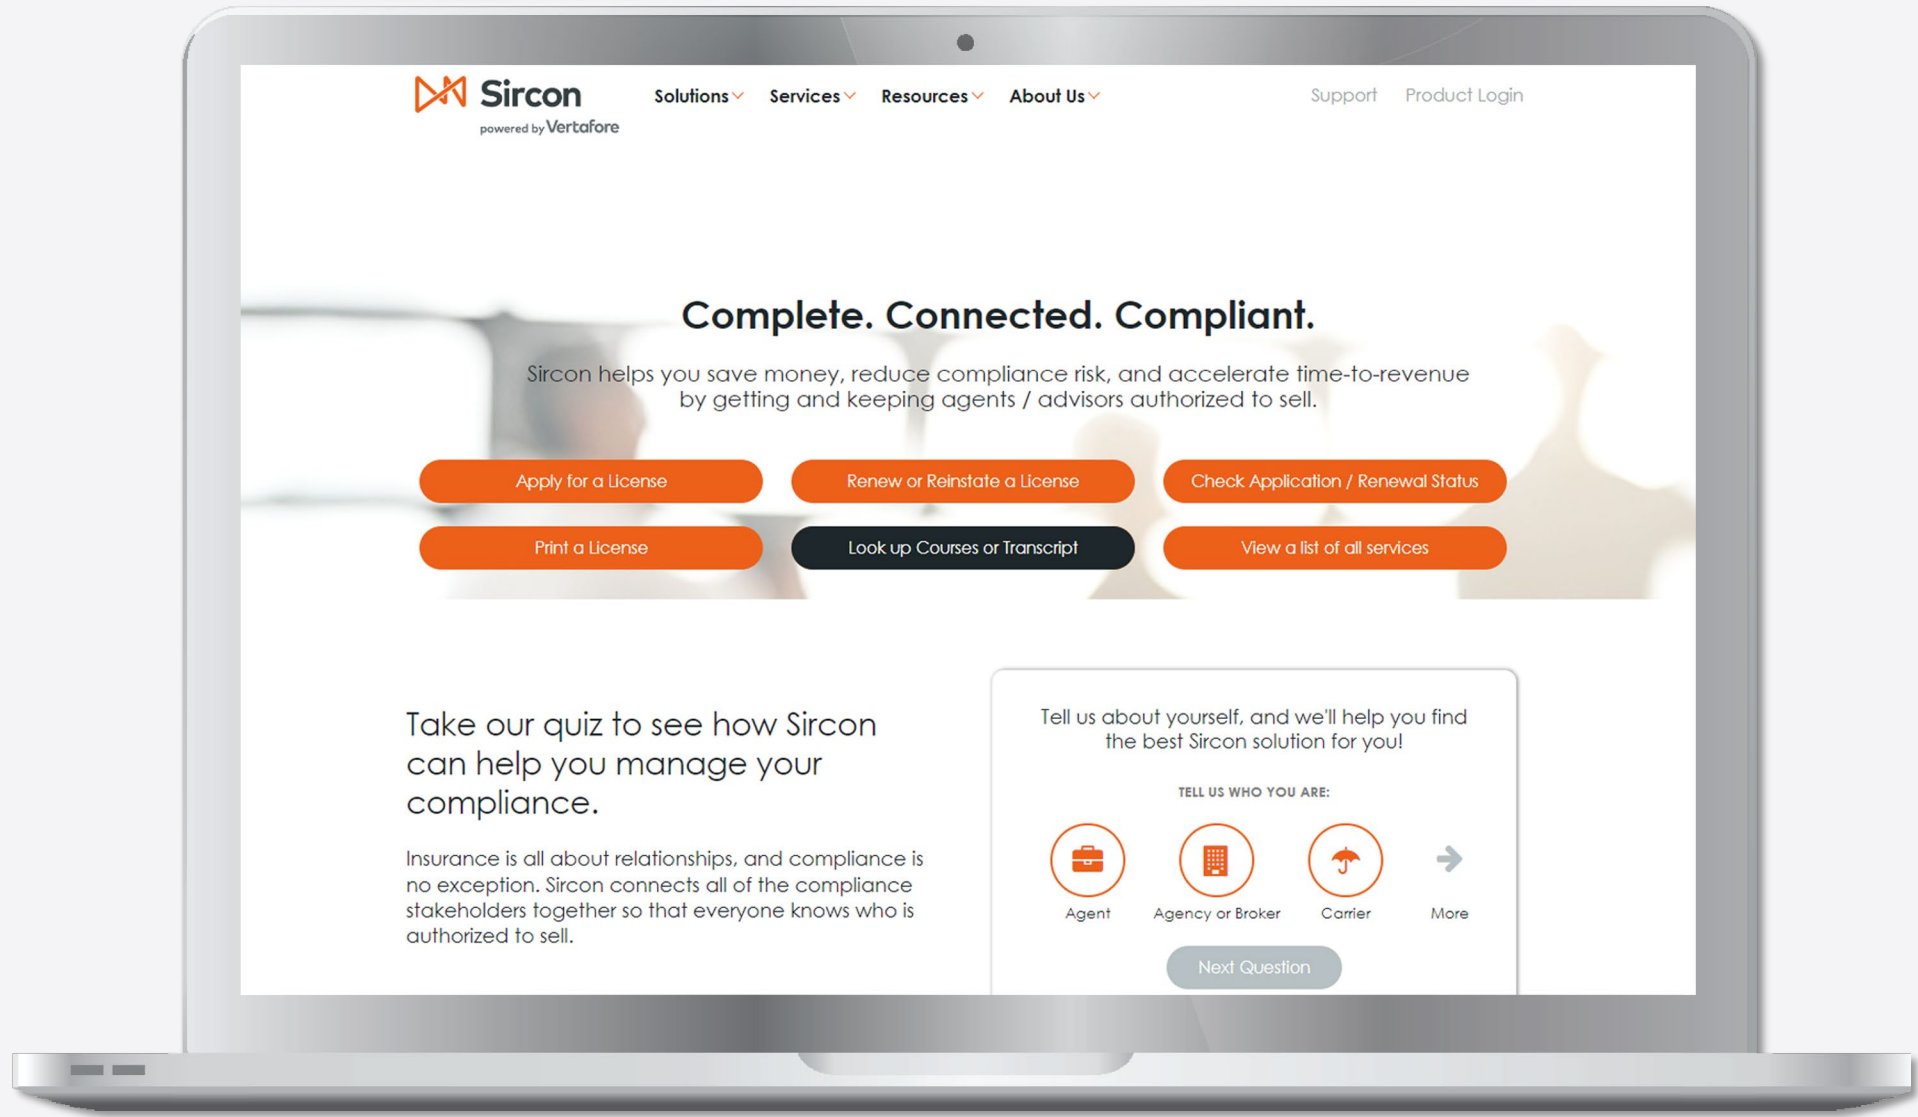 Sircon
powered by Vertafore
Solutions
Services
Resources
About Us
Support
Product Login
Complete. Connected. Compliant.
Sircon helps you save money, reduce compliance risk, and accelerate time-to-revenue
by getting and keeping agents / advisors authorized to sell.
Apply for a License
Renew or Reinstate a License
Check Application / Renewal Status
Print a License
Look up Courses or Transcript
View a list of all services
Take our quiz to see how Sircon
can help you manage your
compliance.
Insurance is all about relationships, and compliance is
no exception. Sircon connects all of the compliance
stakeholders together so that everyone knows who is
authorized to sell.
Tell us about yourself, and we'll help you find
the best Sircon solution for you!
TELL US WHO YOU ARE:
Agent
Agency or Broker
Carrier
More
Next Question